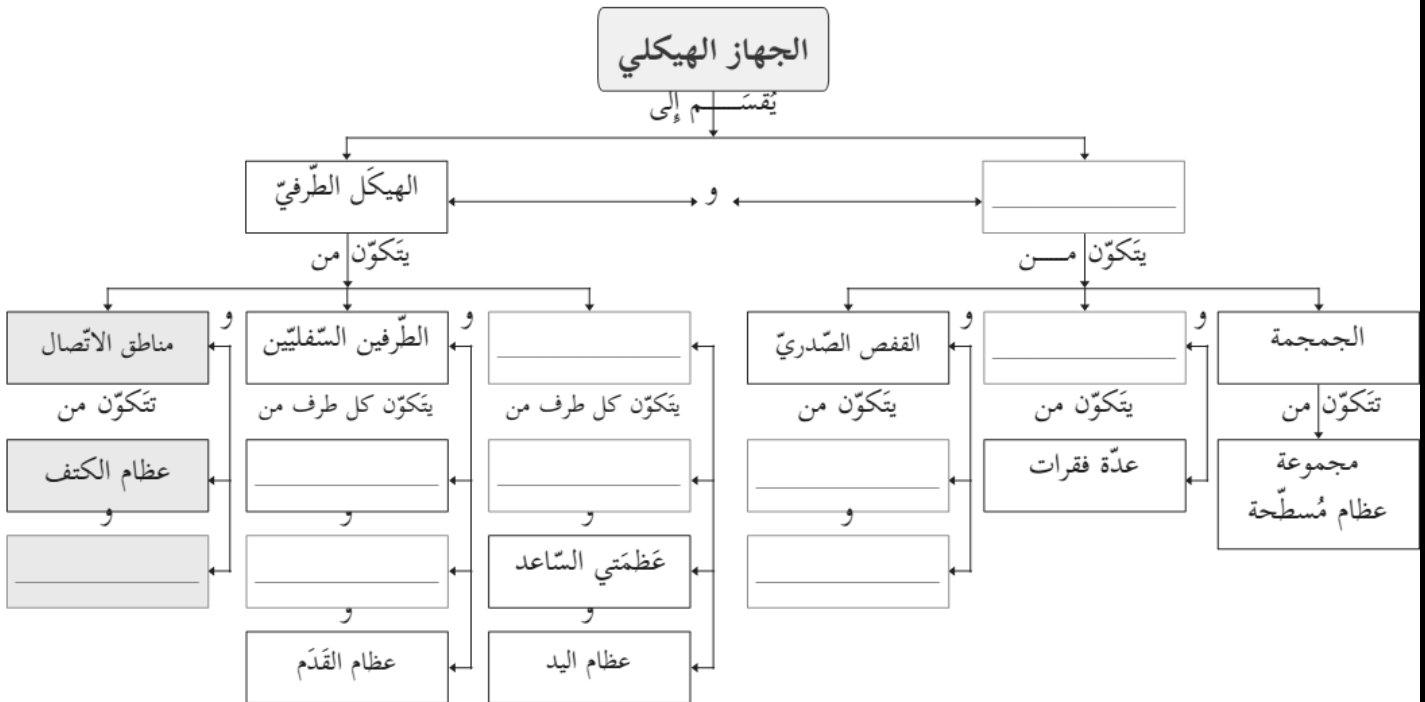 الجهاز الهيكلي
يُقسَـــــم إِلى
الهيكَل الطّرفيّ
و
يتَكوّن مـــــن
يتَكوّن من
الجمجمة
و
و
القفص الصّدريّ
و
الطّرفين السّفليّين
و
مناطق الاتّصال
تتَكوّن من
يتَكوّن من
يتَكوّن من
يتَكوّن كل طرف من
يتَكوّن كل طرف من
تتَكوّن من
مجموعة
عظام مُسطّحة
عدّة فقرات
عظام الكتف
و
و
و
و
عَظمَتي السّاعد
و
و
عظام اليد
عظام القَدَم